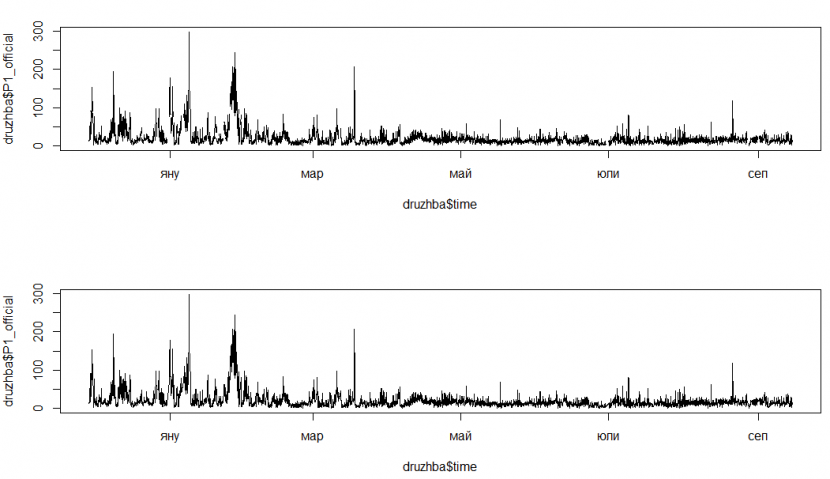 druzhba$P1_official
300
200
100
0
яну
мар
май
юли
сеп
druzhba$time
druzhba$P1_official
300
200
100
0
яну
мар
май
юли
сеп
druzhba$time